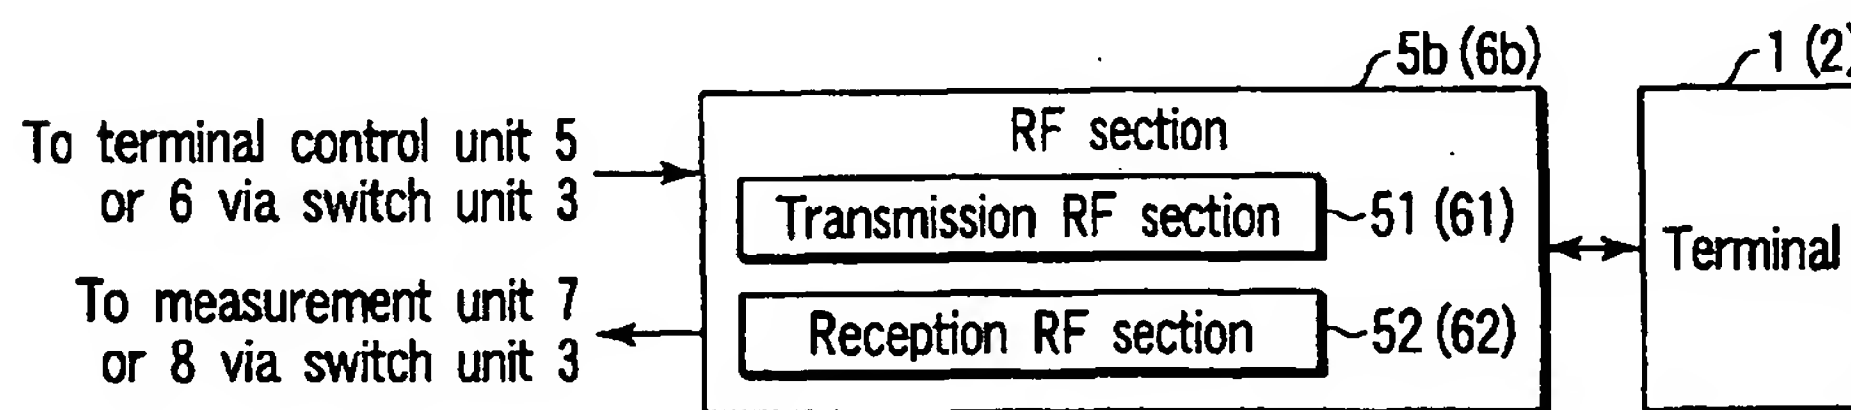 5b (6b)
1 (2)
To terminal control unit 5
or 6 via switch unit 3
RF section
Transmission RF section
51 (61)
Terminal
To measurement unit 7
or 8 via switch unit 3
Reception RF section
52 (62)